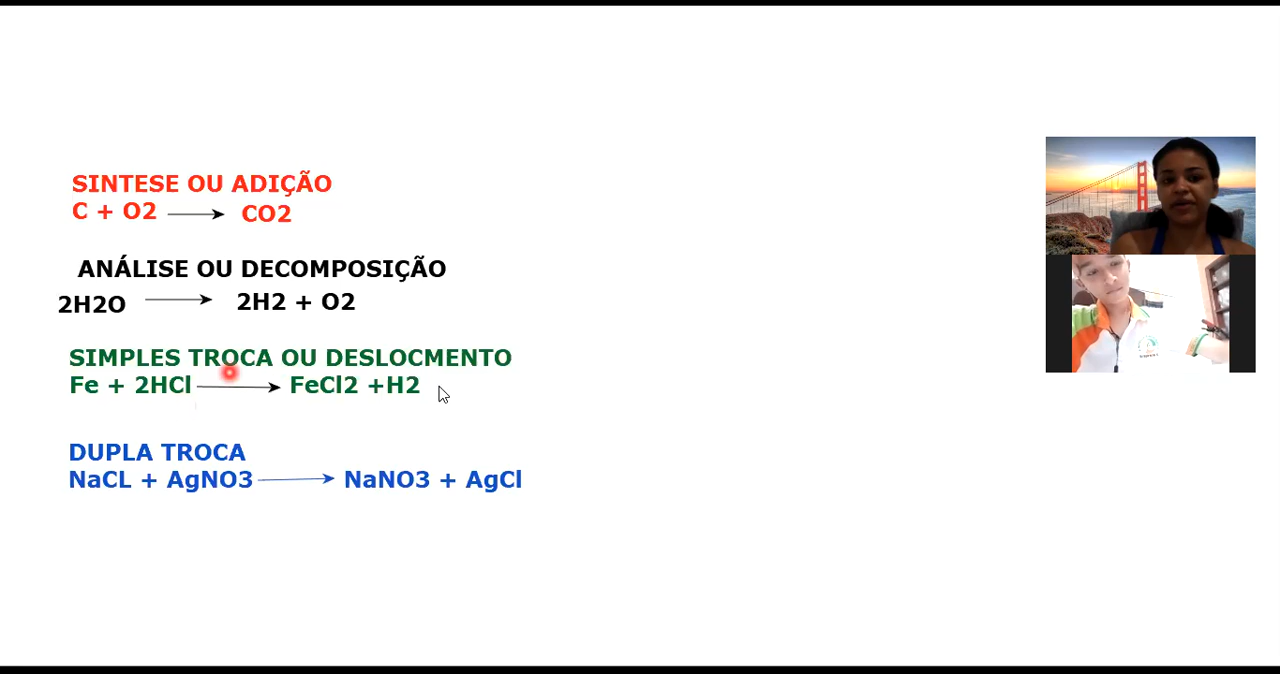 SINTESE OU ADIÇÃO
C + O2 → CO2
ANÁLISE OU DECOMPOSIÇÃO
2H2O → 2H2 + O2
SIMPLES TROCA OU DESLOCMENTO
Fe + 2HCl → FeCl2 +H2
DUPLA TROCA
NaCL + AgNO3 → NaNO3 + AgCl